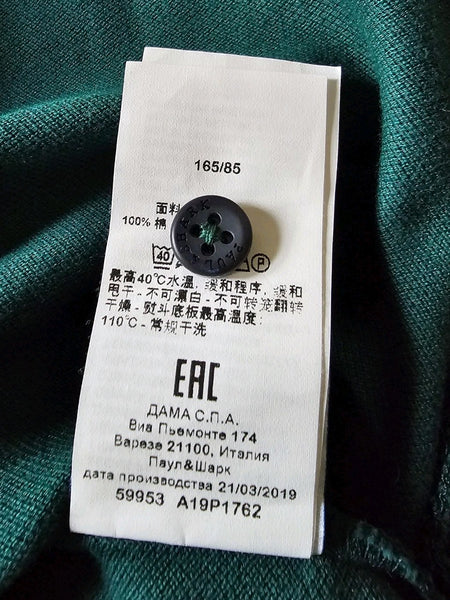 165/85
面料
100% 棉
40
P
PAUL&SHARK
最高40°C水温, 缓和程序, 缓和
甩干 - 不可漂白 - 不可转笼翻转
干燥 - 熨斗底板最高温度:
110°C - 常规干洗
EAC
ДАМА С.П.А.
Виа Пьемонте 174
Варезе 21100, Италия
Паул&Шарк
дата производства 21/03/2019
59953 A19P1762